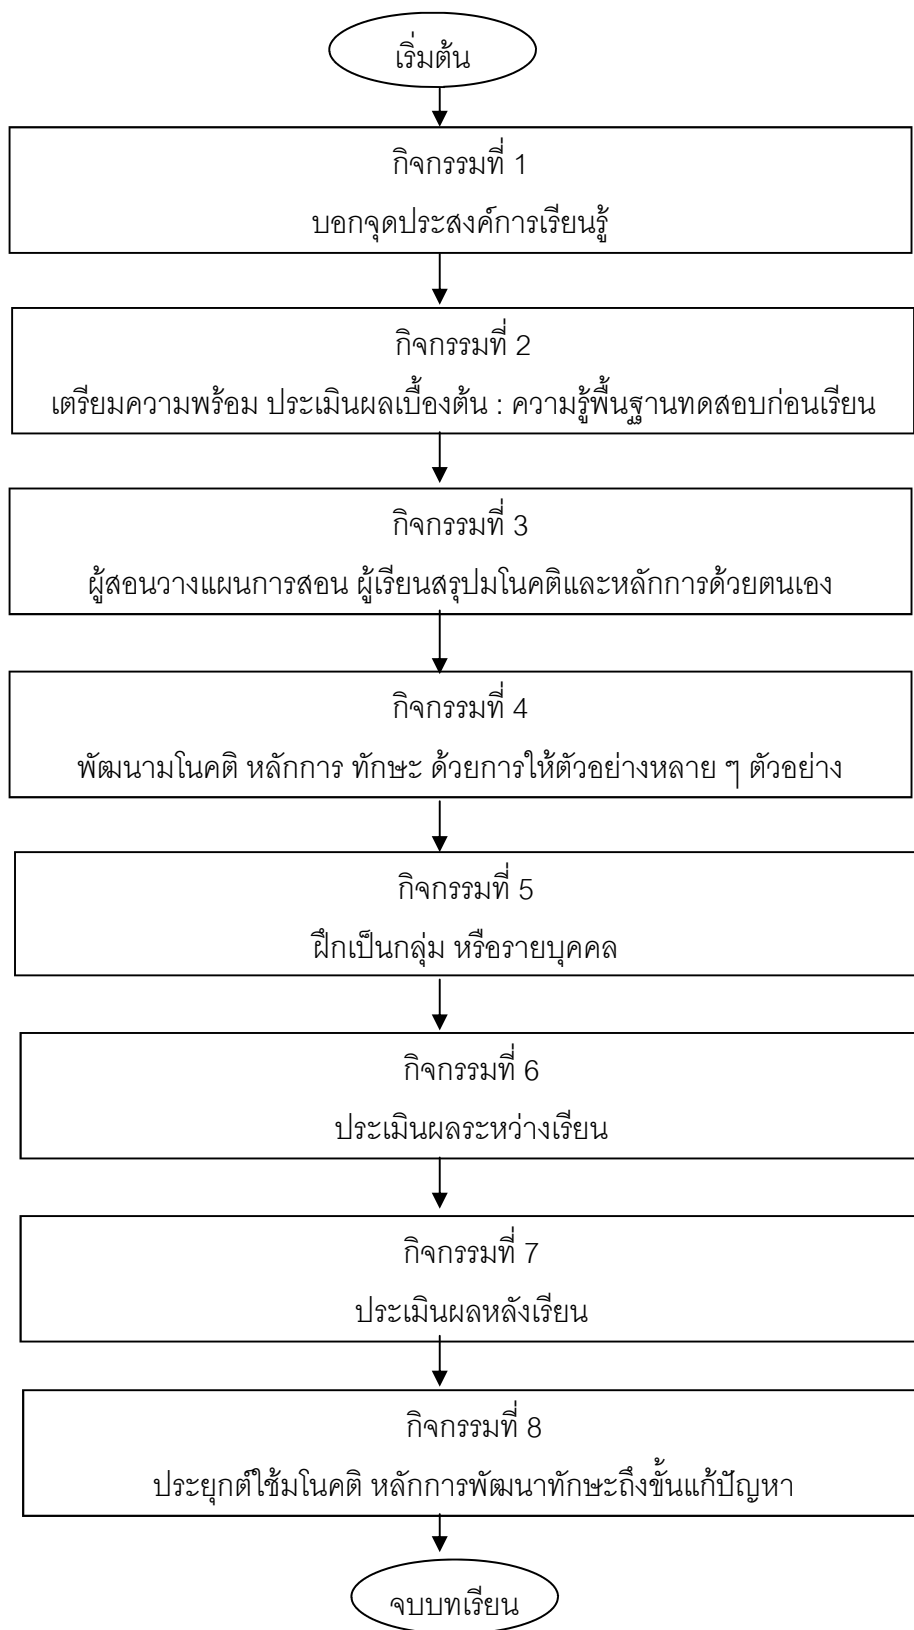 เริ่มต้น
กิจกรรมที่ 1
บอกจุดประสงค์การเรียนรู้
กิจกรรมที่ 2
เตรียมความพร้อม ประเมินผลเบื้องต้น : ความรู้พื้นฐานทดสอบก่อนเรียน
กิจกรรมที่ 3
ผู้สอนวางแผนการสอน ผู้เรียนสรุปมโนคติและหลักการด้วยตนเอง
กิจกรรมที่ 4
พัฒนามโนคติ หลักการ ทักษะ ด้วยการให้ตัวอย่างหลาย ๆ ตัวอย่าง
กิจกรรมที่ 5
ฝึกเป็นกลุ่ม หรือรายบุคคล
กิจกรรมที่ 6
ประเมินผลระหว่างเรียน
กิจกรรมที่ 7
ประเมินผลหลังเรียน
กิจกรรมที่ 8
ประยุกต์ใช้มโนคติ หลักการพัฒนาทักษะถึงขั้นแก้ปัญหา
จบบทเรียน